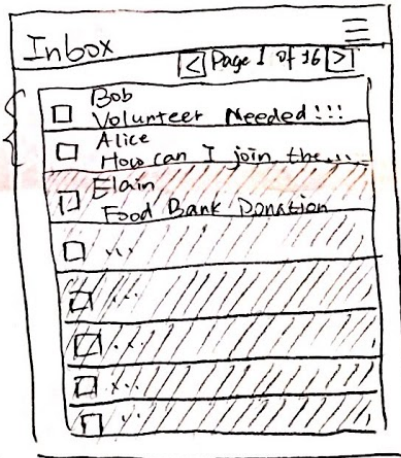 Inbox
< Page 1 of 16 >
Bob
Volunteer Needed!!!
Alice
How can I join the...
Elain
Food Bank Donation
...
...
...
...
...